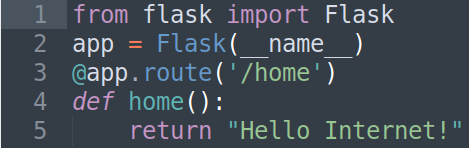 1 from flask import Flask
2 app = Flask(__name__)
3 @app.route('/home')
4 def home():
5     return "Hello Internet!"